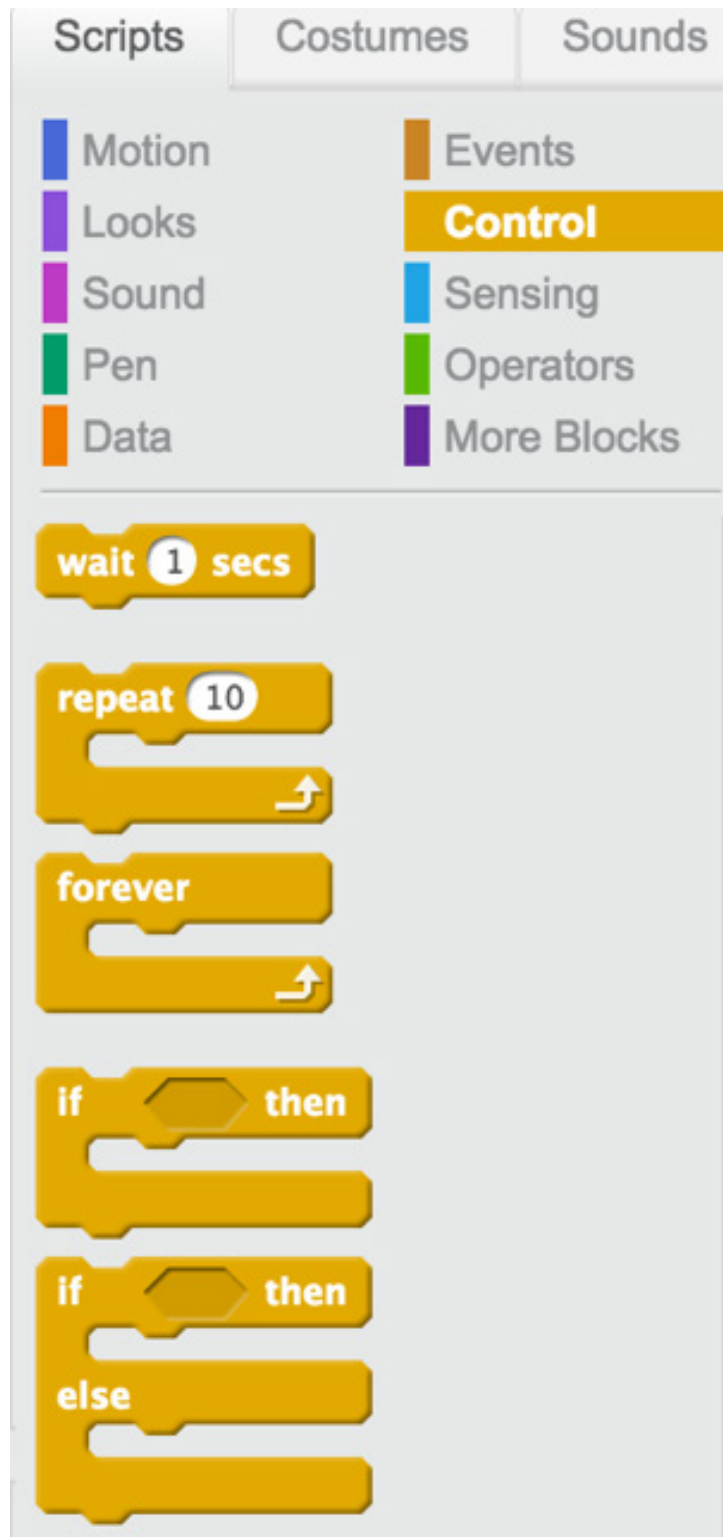 Scripts Costumes Sounds
Motion Events
Looks Control
Sound Sensing
Pen Operators
Data More Blocks
wait 1 secs
repeat 10
forever
if then
if then
else